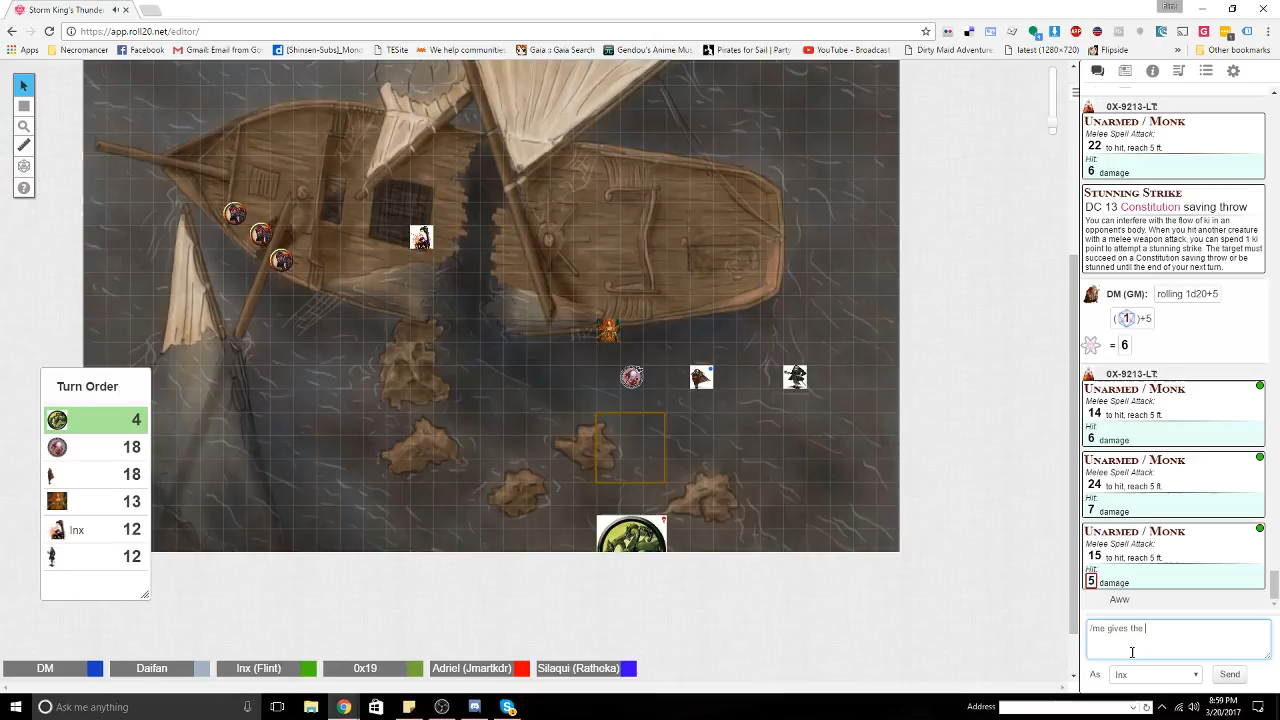 Storm King's Thunder
Flint
https://app.roll20.net/editor/
Apps
Necromancer
Facebook
Gmail: Email from Go
[Shinsen-Subs]_Mon
TESite
We help communities
Gaia :: Gaia Search
Gendou's Anime Mus
Pirates for Sail | Party
YouTube - Broadcast
Dirty Maid Adventure
latest (1280×720)
Flipside
»
Other Bookmarks
0X-9213-LT:
Unarmed / Monk
Melee Spell Attack:
22 to hit, reach 5 ft.
Hit:
6 damage
Stunning Strike
DC 13 Constitution saving throw
You can interfere with the flow of ki in an
opponent's body. When you hit another
creature with a melee weapon attack, you can spend 1 ki
point to attempt a stunning strike. The target must
succeed on a Constitution saving throw or be
stunned until the end of your next turn.
DM (GM): rolling 1d20+5
(1)+5
= 6
0X-9213-LT:
Unarmed / Monk
Melee Spell Attack:
14 to hit, reach 5 ft.
Hit:
6 damage
Unarmed / Monk
Melee Spell Attack:
24 to hit, reach 5 ft.
Hit:
7 damage
Unarmed / Monk
Melee Spell Attack:
15 to hit, reach 5 ft.
Hit:
5 damage
Aww
/me gives the
As: Inx
Send
Turn Order
4
18
18
13
Inx 12
12
DM
Daifan
Inx (Flint)
0x19
Adriel (Jmartkdr)
Silaqui (Ratheka)
Ask me anything
Address
8:59 PM
3/20/2017